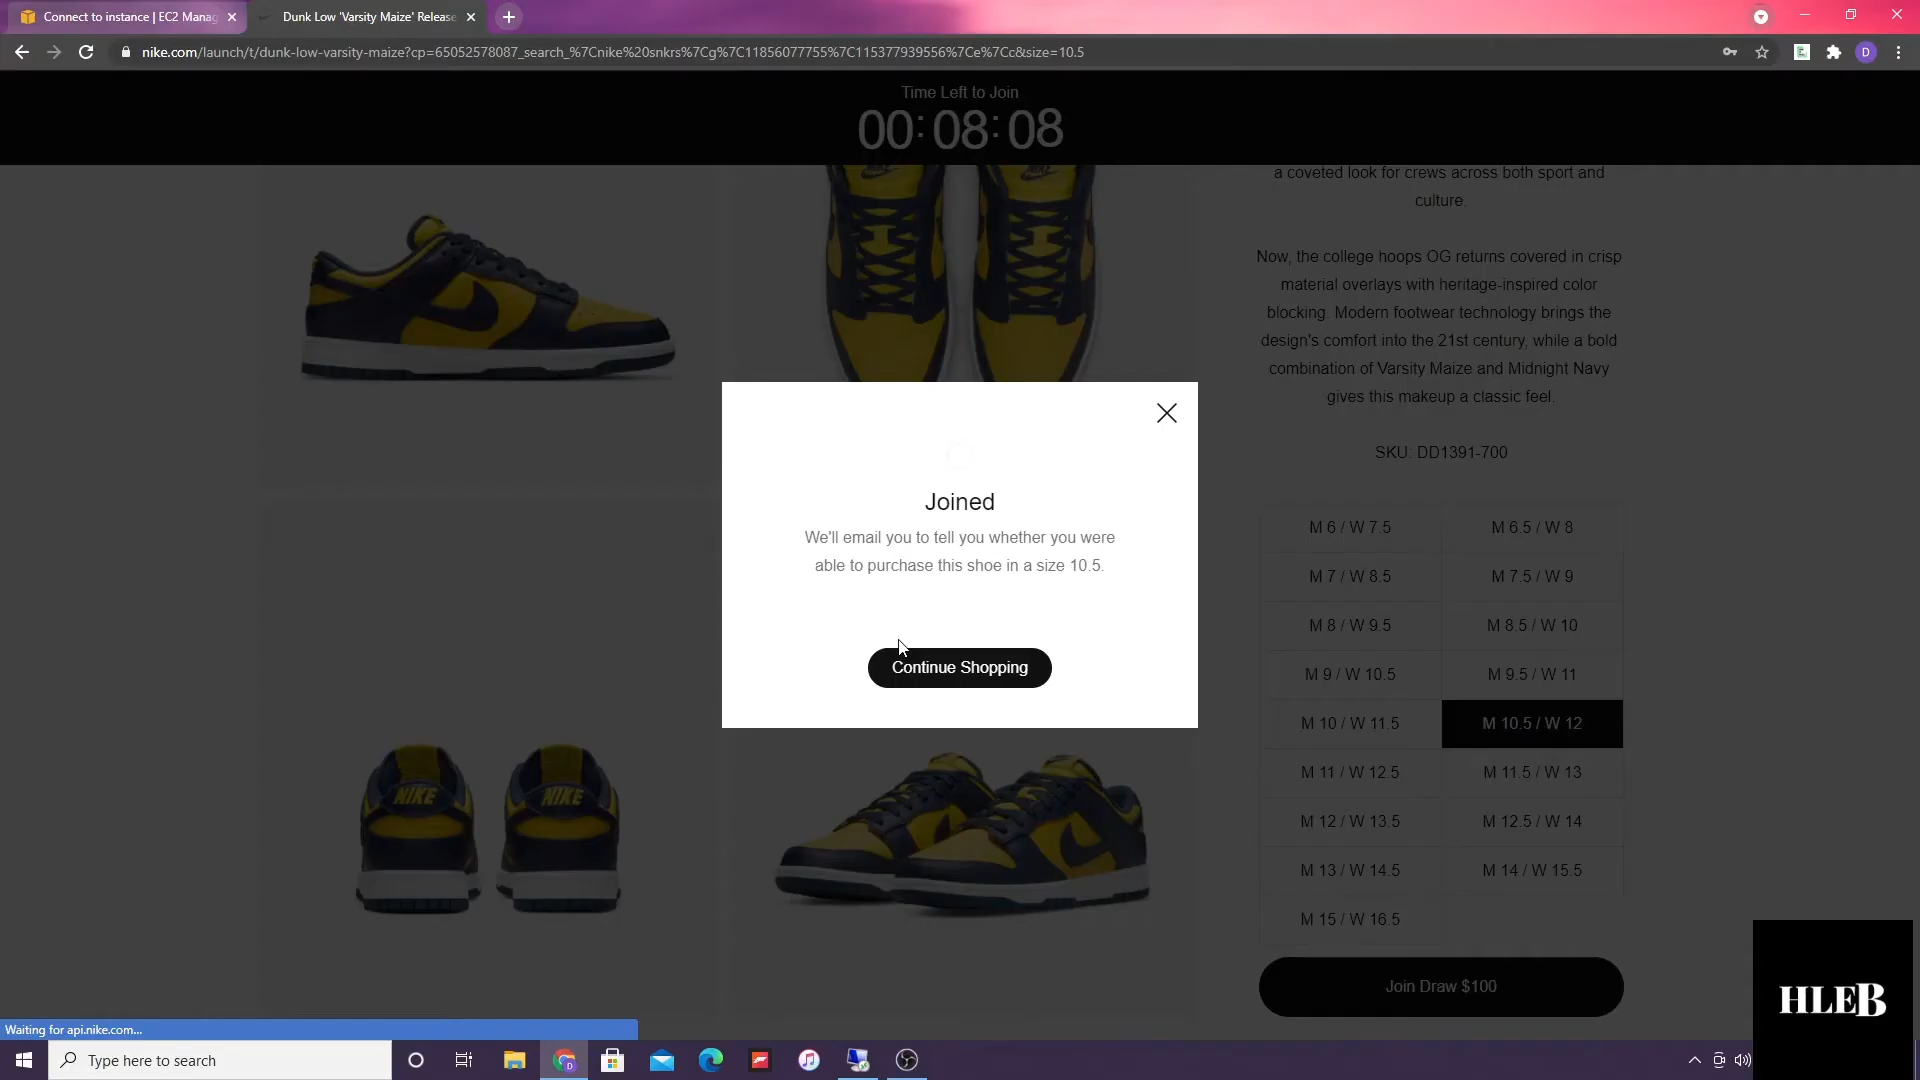 Connect to instance | EC2 Manag
Dunk Low 'Varsity Maize' Release
nike.com/launch/t/dunk-low-varsity-maize?cp=65052578087_search_%7Cnike%20snkrs%7Cg%7C11856077755%7C115377939556%7Ce%7Cc&size=10.5
D
Time Left to Join
00:08:08
a coveted look for crews across both sport and
culture.
Now, the college hoops OG returns covered in crisp
material overlays with heritage-inspired color
blocking. Modern footwear technology brings the
design's comfort into the 21st century, while a bold
combination of Varsity Maize and Midnight Navy
gives this makeup a classic feel.
SKU: DD1391-700
Joined
We'll email you to tell you whether you were
able to purchase this shoe in a size 10.5.
Continue Shopping
M 6 / W 7.5
M 6.5 / W 8
M 7 / W 8.5
M 7.5 / W 9
M 8 / W 9.5
M 8.5 / W 10
M 9 / W 10.5
M 9.5 / W 11
M 10 / W 11.5
M 10.5 / W 12
M 11 / W 12.5
M 11.5 / W 13
M 12 / W 13.5
M 12.5 / W 14
M 13 / W 14.5
M 14 / W 15.5
M 15 / W 16.5
NIKE
NIKE
Join Draw $100
HLEB
Waiting for api.nike.com...
Type here to search